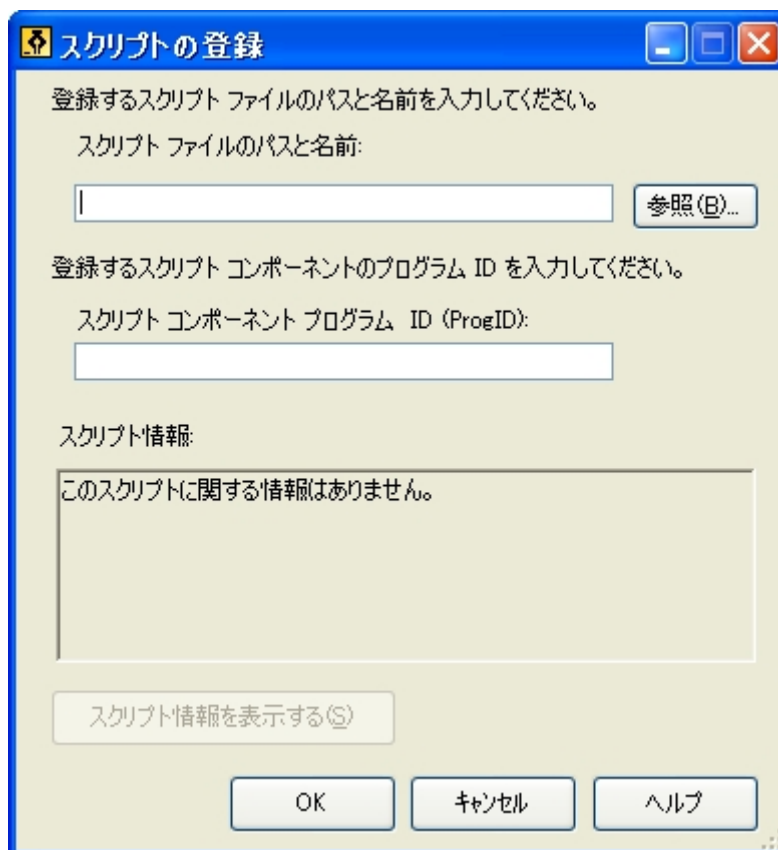 スクリプトの登録
登録するスクリプト ファイルのパスと名前を入力してください。
スクリプト ファイルのパスと名前:
参照(B)...
登録するスクリプト コンポーネントのプログラム ID を入力してください。
スクリプト コンポーネント プログラム ID (ProgID):
スクリプト情報:
このスクリプトに関する情報はありません。
スクリプト情報を表示する(S)
OK キャンセル ヘルプ